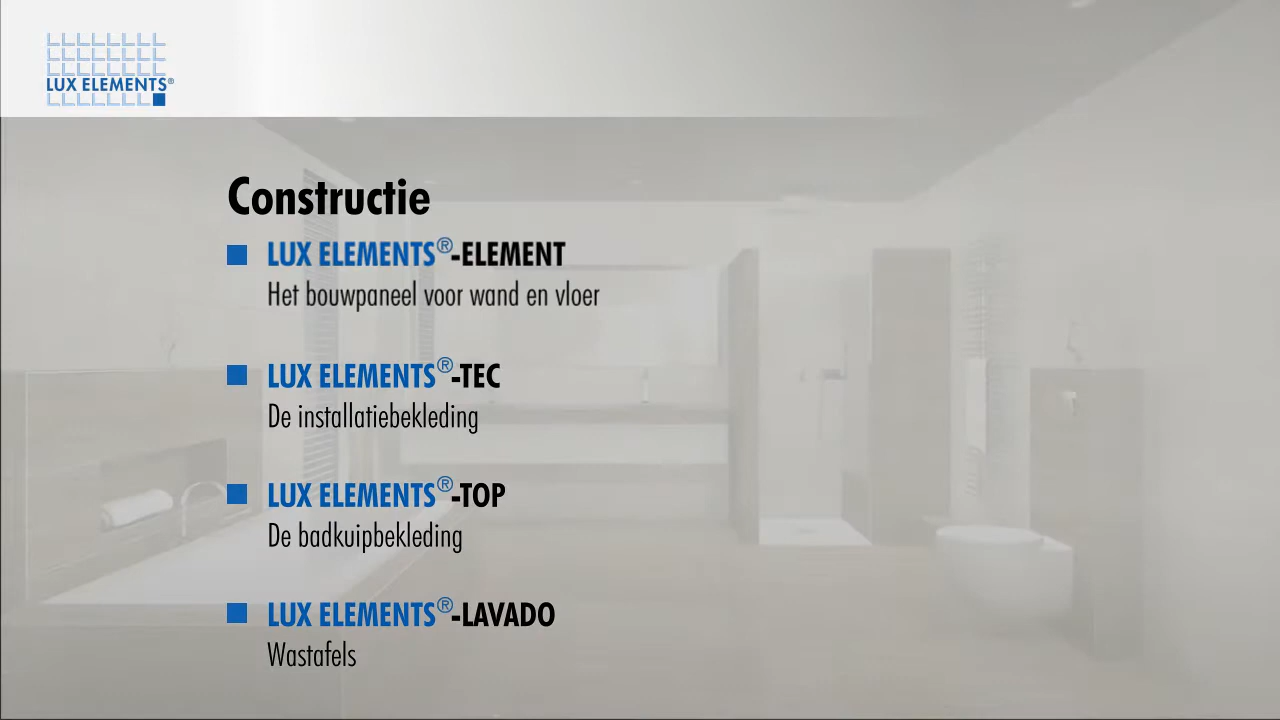 LUX ELEMENTS®
Constructie
LUX ELEMENTS®-ELEMENT
Het bouwpaneel voor wand en vloer
LUX ELEMENTS®-TEC
De installatiebekleding
LUX ELEMENTS®-TOP
De badkuipbekleding
LUX ELEMENTS®-LAVADO
Wastafels